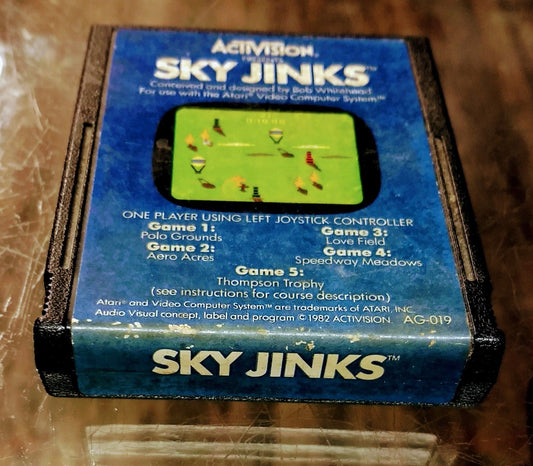 ACTIVISION®
PRESENTS
SKY JINKS™
Conceived and designed by Bob Whitehead
For use with the Atari® Video Computer System™
ONE PLAYER USING LEFT JOYSTICK CONTROLLER
Game 1: Game 3:
Polo Grounds Love Field
Game 2: Game 4:
Aero Acres Speedway Meadows
Game 5:
Thompson Trophy
(see instructions for course description)
Atari® and Video Computer System™ are trademarks of ATARI, INC.
Audio Visual concept, label and program © 1982 ACTIVISION. AG-019
SKY JINKS™